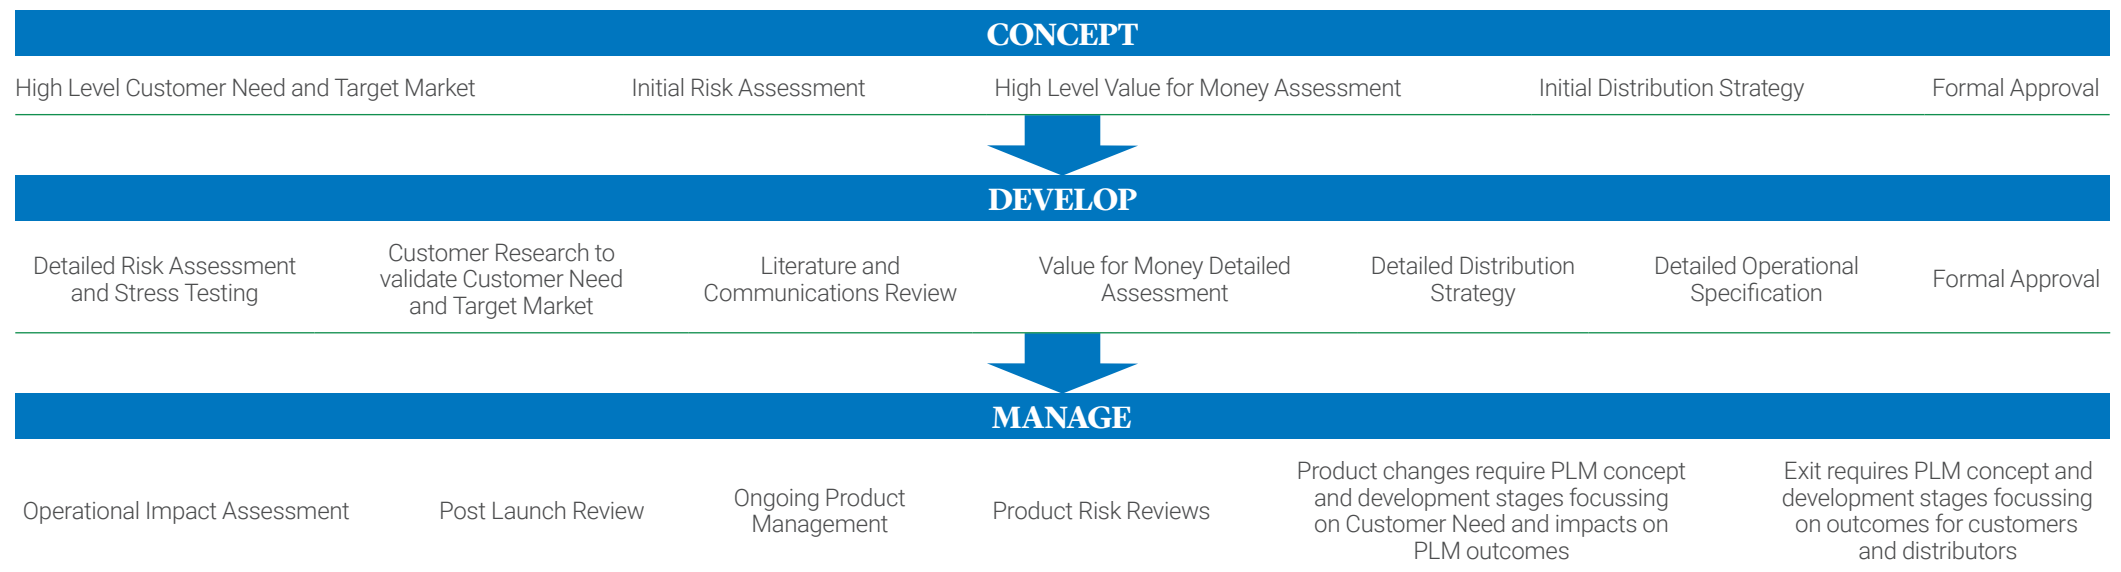 CONCEPT
High Level Customer Need and Target Market
Initial Risk Assessment
High Level Value for Money Assessment
Initial Distribution Strategy
Formal Approval
DEVELOP
Detailed Risk Assessment
and Stress Testing
Customer Research to
validate Customer Need
and Target Market
Literature and
Communications Review
Value for Money Detailed
Assessment
Detailed Distribution
Strategy
Detailed Operational
Specification
Formal Approval
MANAGE
Operational Impact Assessment
Post Launch Review
Ongoing Product
Management
Product Risk Reviews
Product changes require PLM concept
and development stages focussing
on Customer Need and impacts on
PLM outcomes
Exit requires PLM concept and
development stages focussing
on outcomes for customers
and distributors